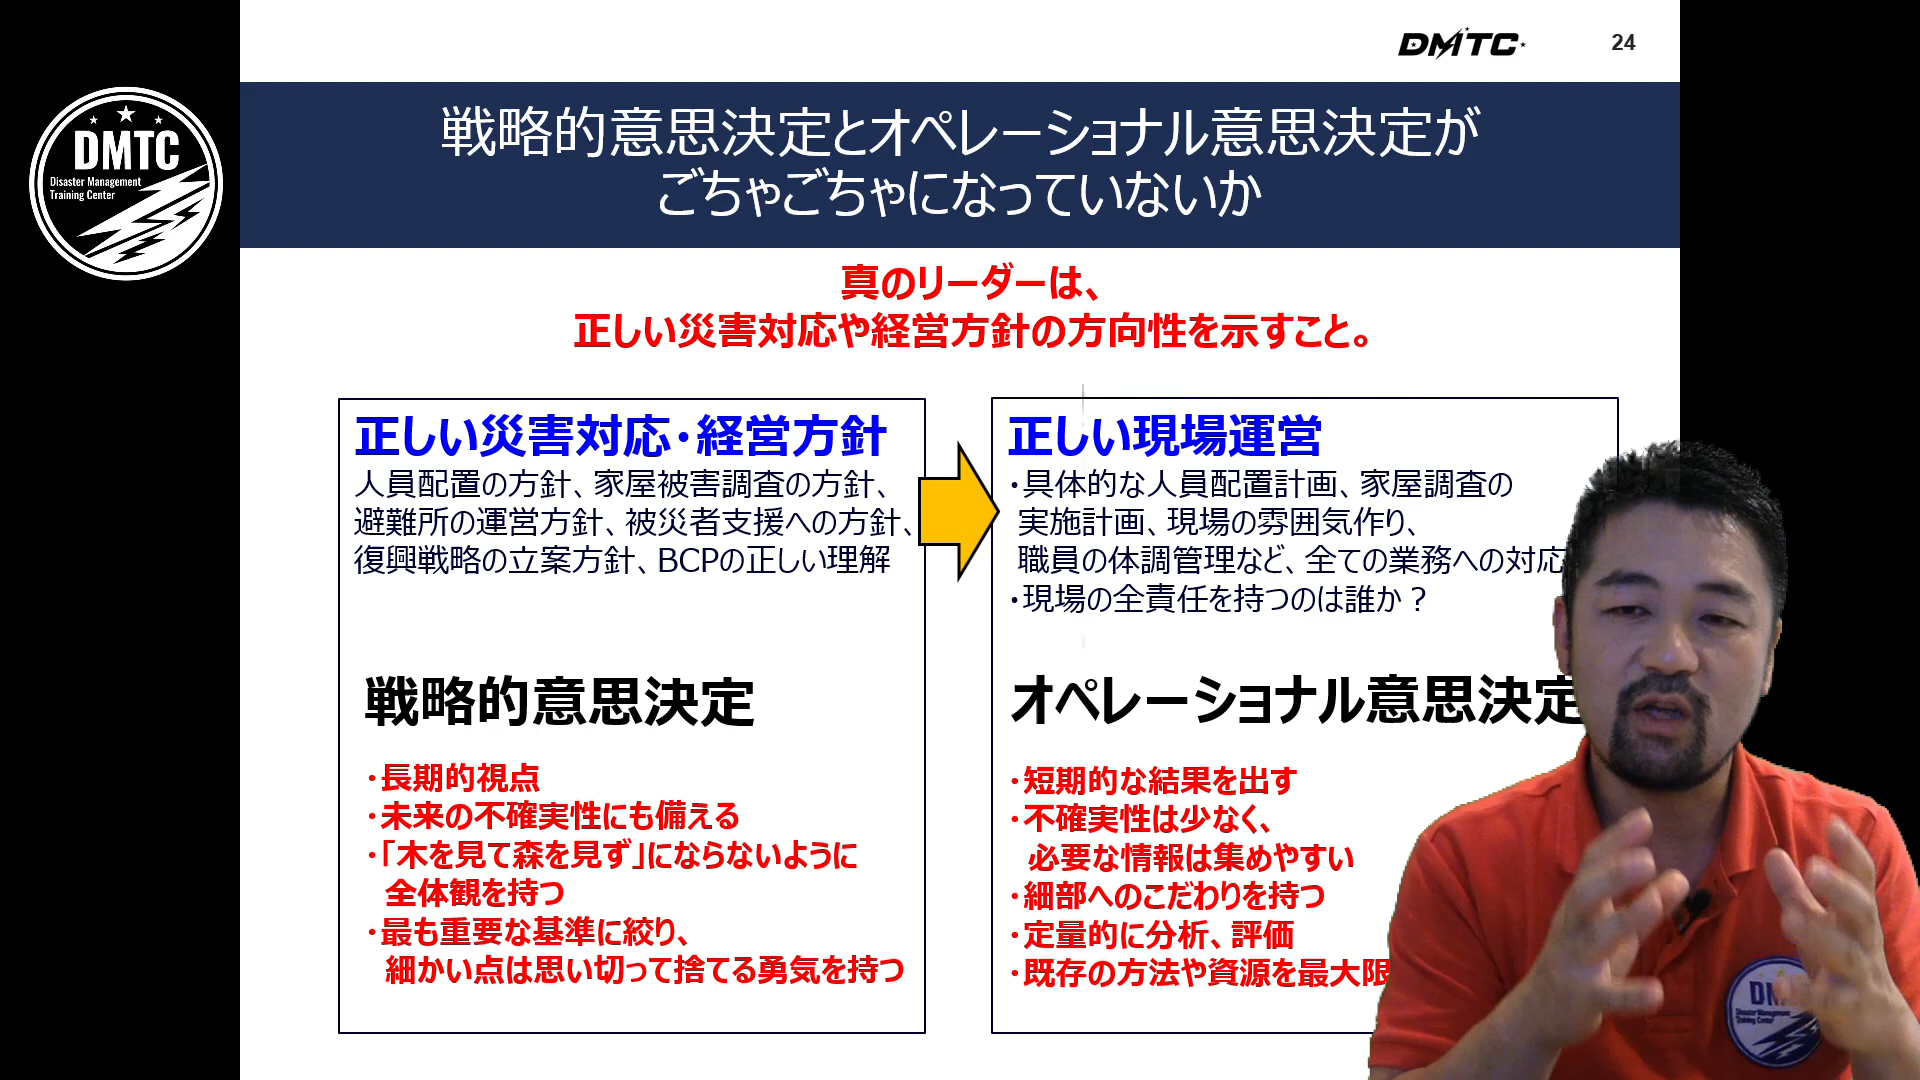 DMTC
24
DMTC
Disaster Management
Training Center
戦略的意思決定とオペレーショナル意思決定が
ごちゃごちゃになっていないか
真のリーダーは、
正しい災害対応や経営方針の方向性を示すこと。
正しい災害対応・経営方針
人員配置の方針、家屋被害調査の方針、
避難所の運営方針、被災者支援への方針、
復興戦略の立案方針、BCPの正しい理解
戦略的意思決定
・長期的視点
・未来の不確実性にも備える
・「木を見て森を見ず」にならないように
全体観を持つ
・最も重要な基準に絞り、
細かい点は思い切って捨てる勇気を持つ
正しい現場運営
・具体的な人員配置計画、家屋調査の
実施計画、現場の雰囲気作り、
職員の体調管理など、全ての業務への対応
・現場の全責任を持つのは誰か？
オペレーショナル意思決定
・短期的な結果を出す
・不確実性は少なく、
必要な情報は集めやすい
・細部へのこだわりを持つ
・定量的に分析、評価
・既存の方法や資源を最大限
Disaster Management
Training Center